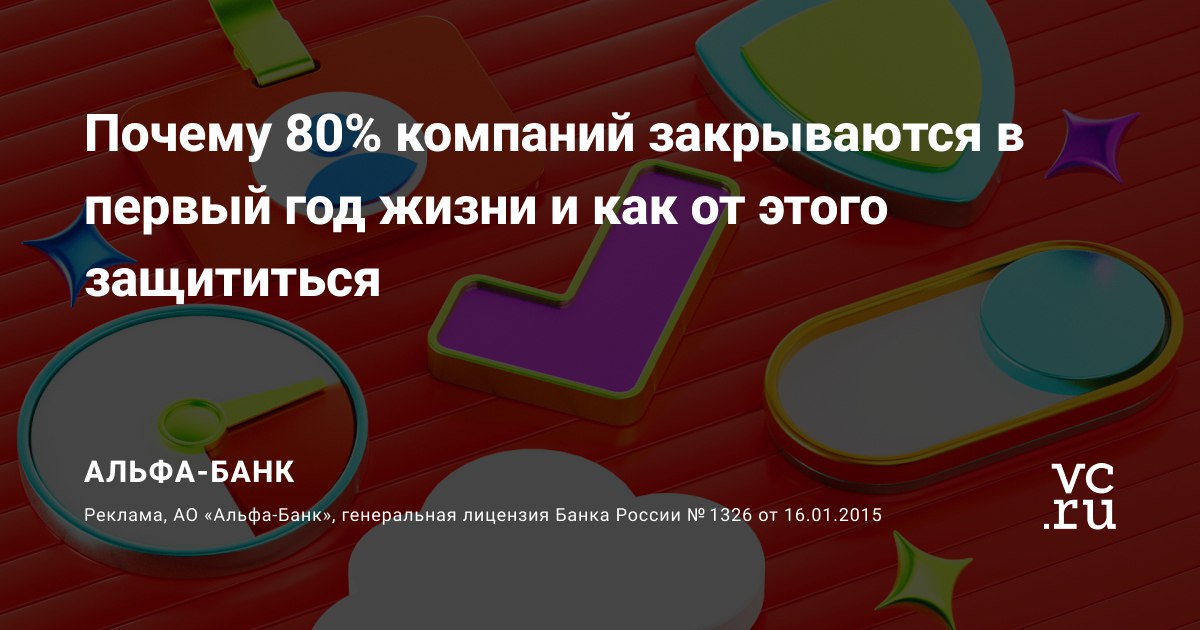 Почему 80% компаний закрываются в
первый год жизни и как от этого
защититься
АЛЬФА-БАНК
Реклама, АО «Альфа-Банк», генеральная лицензия Банка России № 1326 от 16.01.2015
vc
.ru